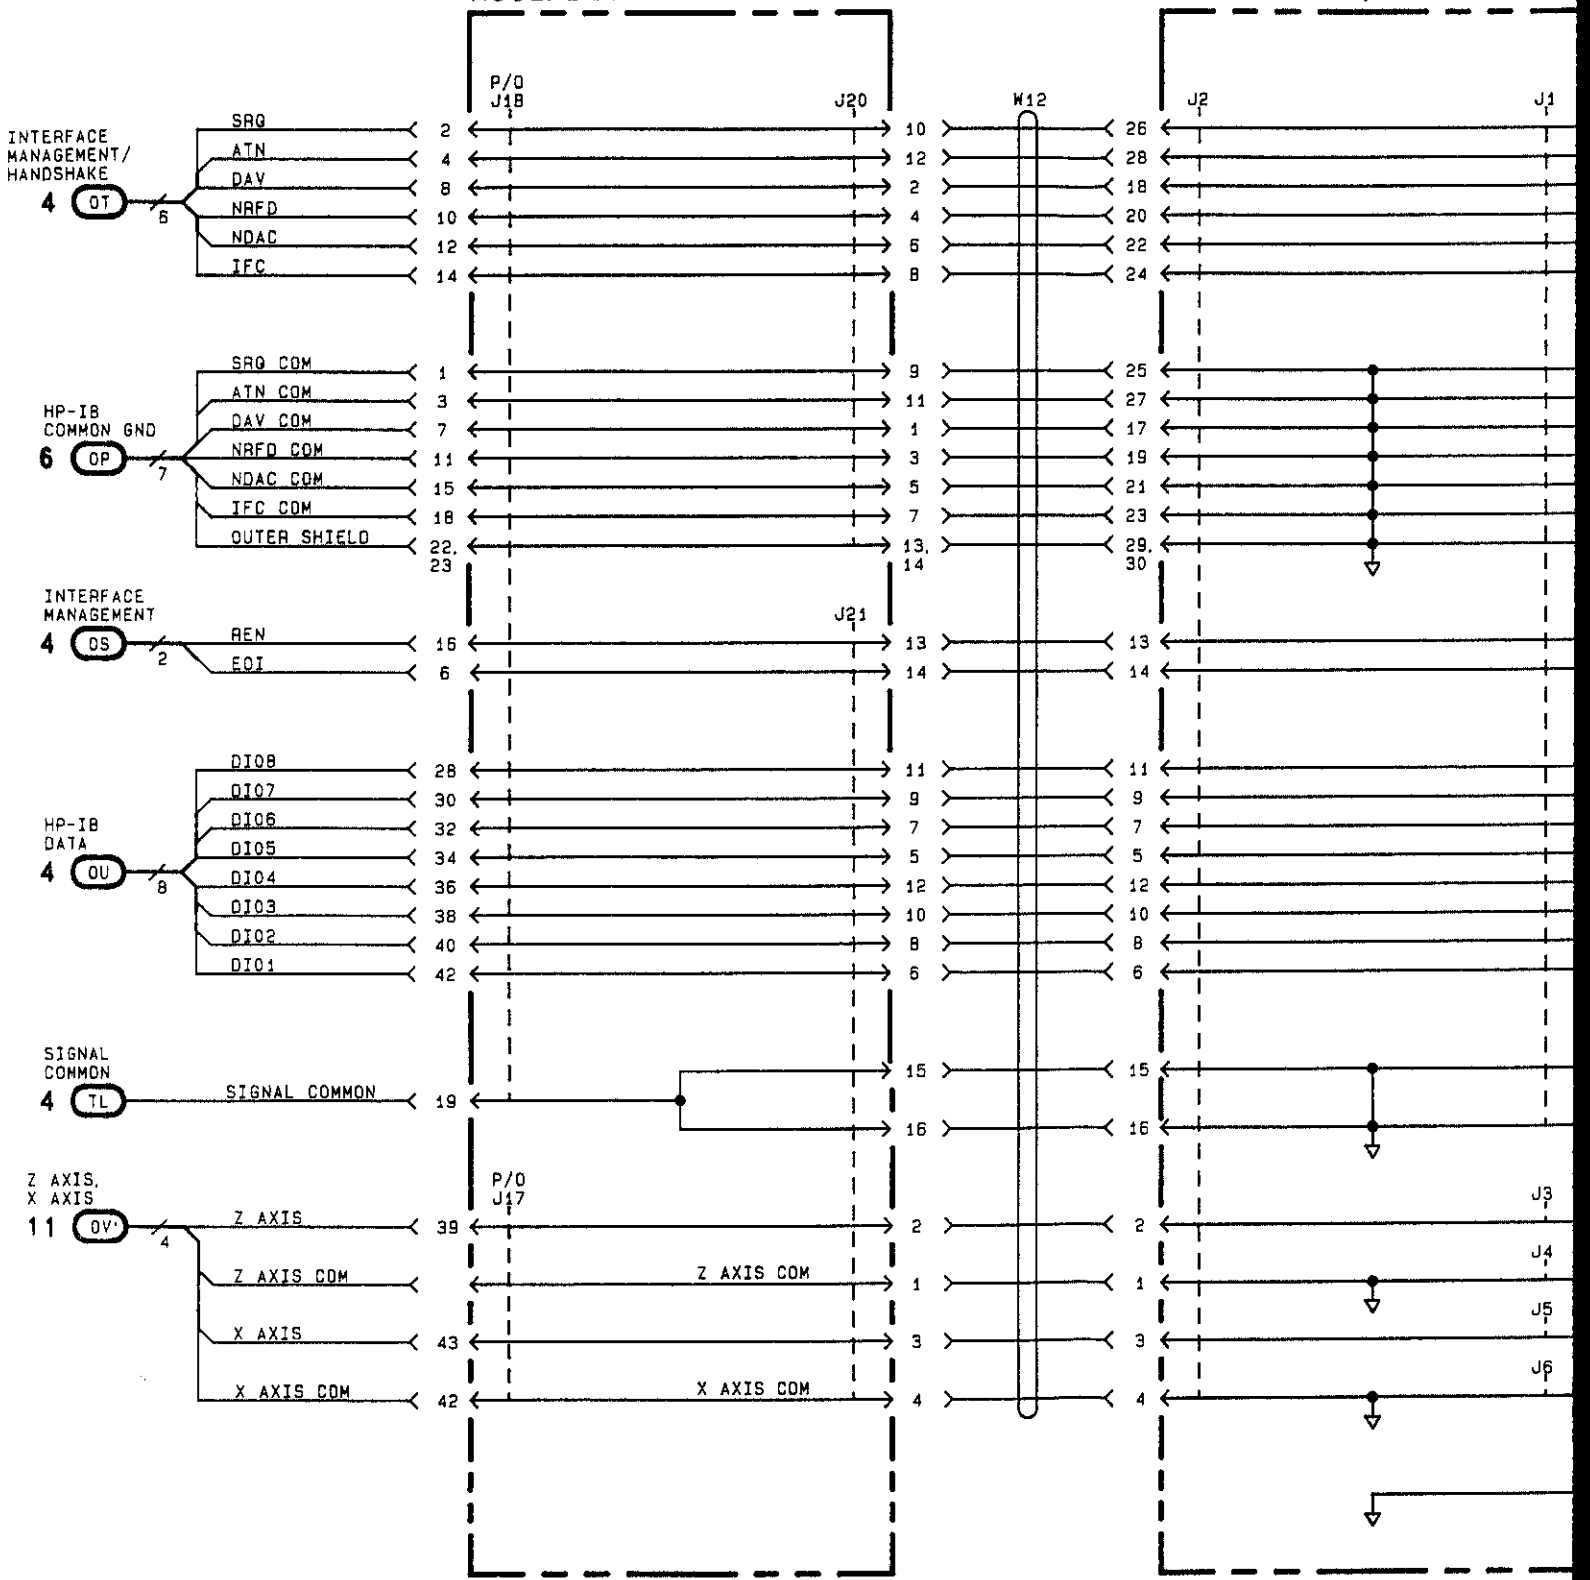 P/O
J18
J20
W12
J2
J1
INTERFACE
MANAGEMENT/
HANDSHAKE
4 OT 6
SRQ 2 10 26
ATN 4 12 28
DAV 8 2 18
NRFD 10 4 20
NDAC 12 6 22
IFC 14 8 24
HP-IB
COMMON GND
6 OP 7
SRQ COM 1 9 25
ATN COM 3 11 27
DAV COM 7 1 17
NRFD COM 11 3 19
NDAC COM 15 5 21
IFC COM 18 7 23
OUTER SHIELD 22, 13, 29,
23 14 30
INTERFACE
MANAGEMENT
4 OS 2
J21
REN 16 13 13
EOI 6 14 14
HP-IB
DATA
4 OU 8
DIO8 28 11 11
DIO7 30 9 9
DIO6 32 7 7
DIO5 34 5 5
DIO4 36 12 12
DIO3 38 10 10
DIO2 40 8 8
DIO1 42 6 6
SIGNAL
COMMON
4 TL
15 15
SIGNAL COMMON 19
16 16
Z AXIS,
X AXIS
11 OV' 4
P/O
J17
J3
Z AXIS 39 2 2
J4
Z AXIS COM Z AXIS COM 1 1
J5
X AXIS 43 3 3
J6
X AXIS COM 42 X AXIS COM 4 4